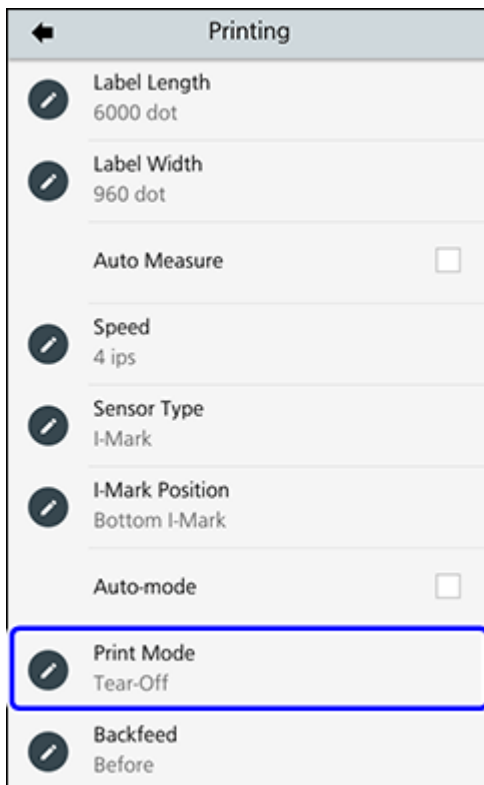 Printing
Label Length
6000 dot
Label Width
960 dot
Auto Measure
Speed
4 ips
Sensor Type
I-Mark
I-Mark Position
Bottom I-Mark
Auto-mode
Print Mode
Tear-Off
Backfeed
Before